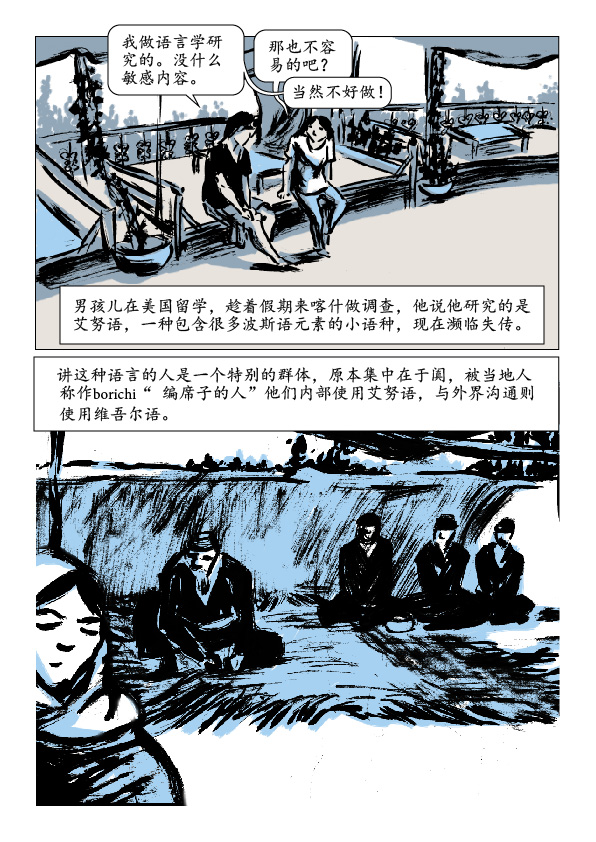 我做语言学研
究的。没什么
敏感内容。
那也不容
易的吧？
当然不好做！
男孩儿在美国留学，趁着假期来喀什做调查，他说他研究的是
艾努语，一种包含很多波斯语元素的小语种，现在濒临失传。
讲这种语言的人是一个特别的群体，原本集中在于阗，被当地人
称作borichi“ 编席子的人”他们内部使用艾努语，与外界沟通则
使用维吾尔语。